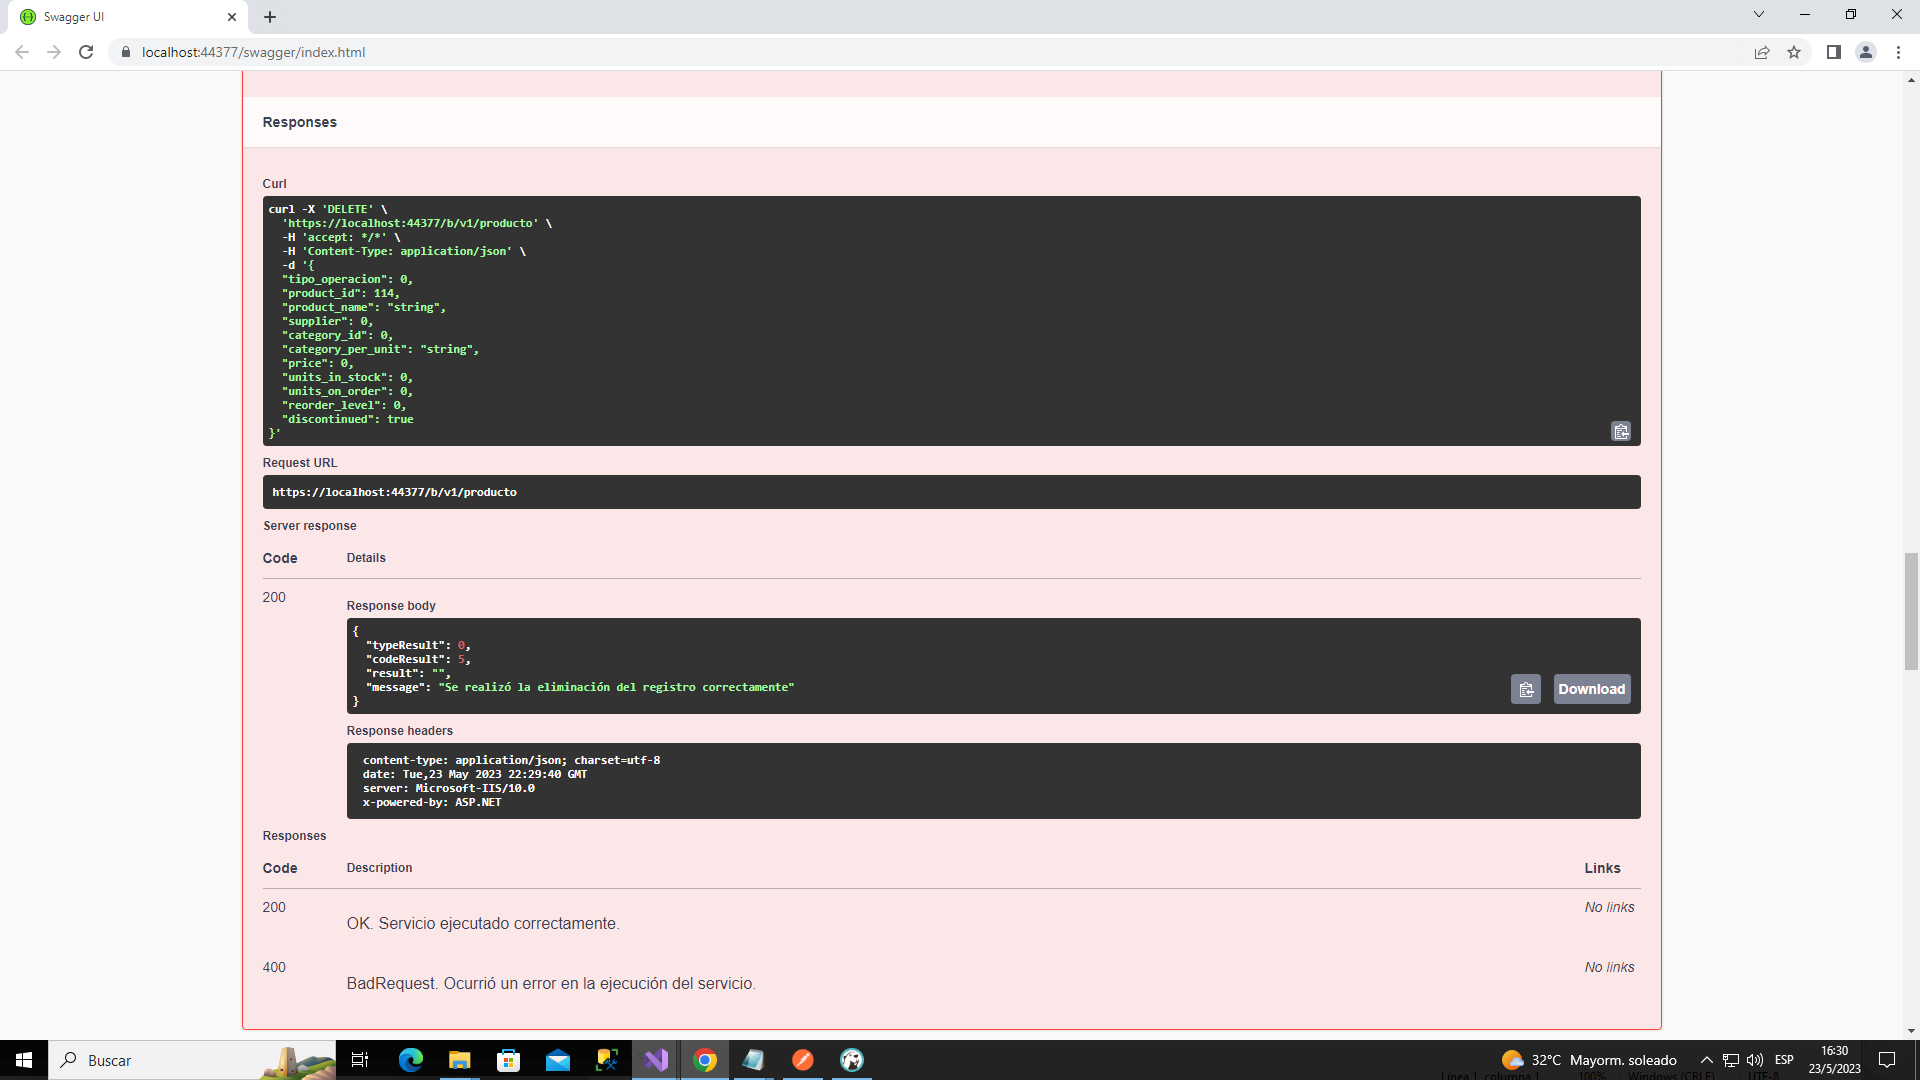 Swagger UI
localhost:44377/swagger/index.html
Responses
Curl
curl -X 'DELETE' \
'https://localhost:44377/b/v1/producto' \
-H 'accept: */*' \
-H 'Content-Type: application/json' \
-d '{
"tipo_operacion": 0,
"product_id": 114,
"product_name": "string",
"supplier": 0,
"category_id": 0,
"category_per_unit": "string",
"price": 0,
"units_in_stock": 0,
"units_on_order": 0,
"reorder_level": 0,
"discontinued": true
}'
Request URL
https://localhost:44377/b/v1/producto
Server response
Code Details
200
Response body
{
"typeResult": 0,
"codeResult": 5,
"result": "",
"message": "Se realizó la eliminación del registro correctamente"
}
Download
Response headers
content-type: application/json; charset=utf-8
date: Tue,23 May 2023 22:29:40 GMT
server: Microsoft-IIS/10.0
x-powered-by: ASP.NET
Responses
Code Description Links
200 No links
OK. Servicio ejecutado correctamente.
400 No links
BadRequest. Ocurrió un error en la ejecución del servicio.
Buscar
32°C Mayorm. soleado
ESP
16:30
23/5/2023